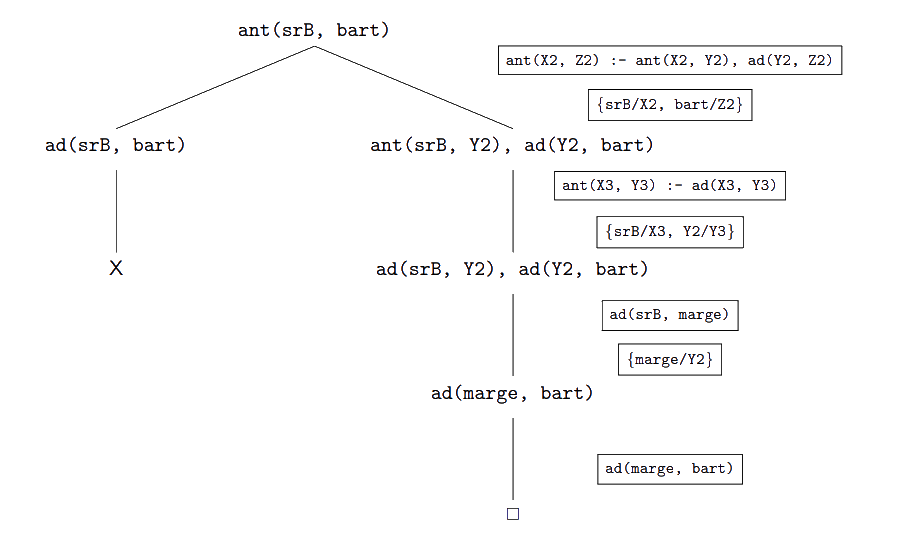 ant(srB, bart)
ant(X2, Z2) :- ant(X2, Y2), ad(Y2, Z2)
{srB/X2, bart/Z2}
ad(srB, bart)
ant(srB, Y2), ad(Y2, bart)
ant(X3, Y3) :- ad(X3, Y3)
{srB/X3, Y2/Y3}
X
ad(srB, Y2), ad(Y2, bart)
ad(srB, marge)
{marge/Y2}
ad(marge, bart)
ad(marge, bart)